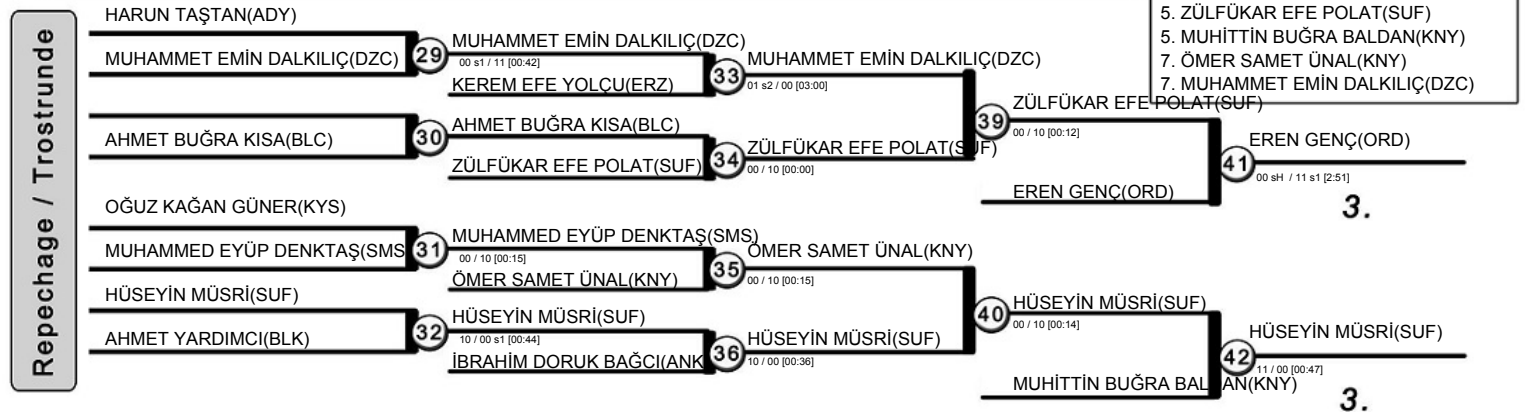 Repechage / Trostrunde
HARUN TAŞTAN(ADY)
MUHAMMET EMİN DALKILIÇ(DZC)
29
AHMET BUĞRA KISA(BLC)
30
OĞUZ KAĞAN GÜNER(KYS)
MUHAMMED EYÜP DENKTAŞ(SMS
31
HÜSEYİN MÜSRİ(SUF)
AHMET YARDIMCI(BLK)
32
MUHAMMET EMİN DALKILIÇ(DZC)
00 s1 / 11 [00:42]
KEREM EFE YOLÇU(ERZ)
33
AHMET BUĞRA KISA(BLC)
ZÜLFÜKAR EFE POLAT(SUF)
34
MUHAMMED EYÜP DENKTAŞ(SMS)
00 / 10 [00:15]
ÖMER SAMET ÜNAL(KNY)
35
HÜSEYİN MÜSRİ(SUF)
10 / 00 s1 [00:44]
İBRAHİM DORUK BAĞCI(ANK
36
MUHAMMET EMİN DALKILIÇ(DZC)
01 s2 / 00 [03:00]
ZÜLFÜKAR EFE POLAT(SUF)
00 / 10 [00:00]
39
ÖMER SAMET ÜNAL(KNY)
00 / 10 [00:15]
HÜSEYİN MÜSRİ(SUF)
10 / 00 [00:36]
40
ZÜLFÜKAR EFE POLAT(SUF)
00 / 10 [00:12]
EREN GENÇ(ORD)
41
HÜSEYİN MÜSRİ(SUF)
00 / 10 [00:14]
MUHİTTİN BUĞRA BALDAN(KNY)
42
EREN GENÇ(ORD)
00 sH / 11 s1 [2:51]
3.
HÜSEYİN MÜSRİ(SUF)
11 / 00 [00:47]
3.
5. ZÜLFÜKAR EFE POLAT(SUF)
5. MUHİTTİN BUĞRA BALDAN(KNY)
7. ÖMER SAMET ÜNAL(KNY)
7. MUHAMMET EMİN DALKILIÇ(DZC)